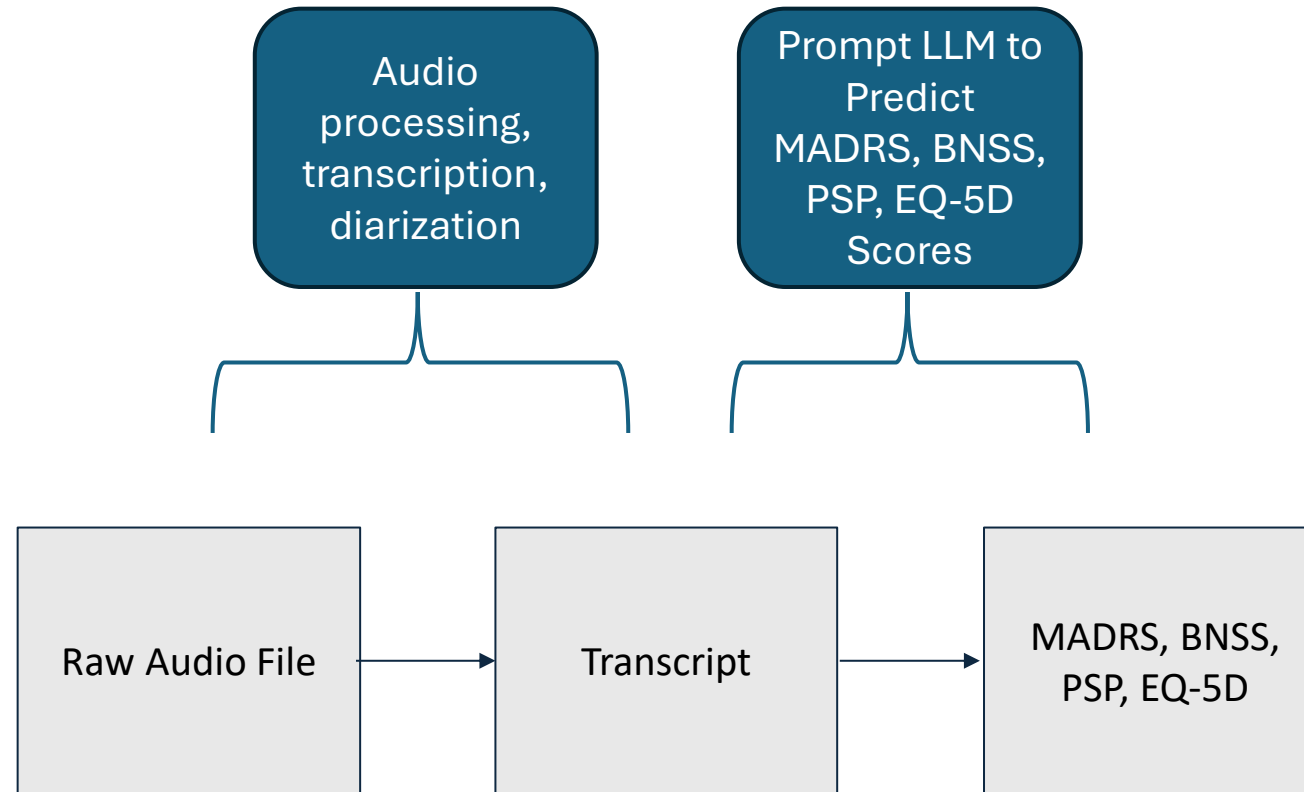 Audio
processing,
transcription,
diarization
Prompt LLM to
Predict
MADRS, BNSS,
PSP, EQ-5D
Scores
Raw Audio File
Transcript
MADRS, BNSS,
PSP, EQ-5D